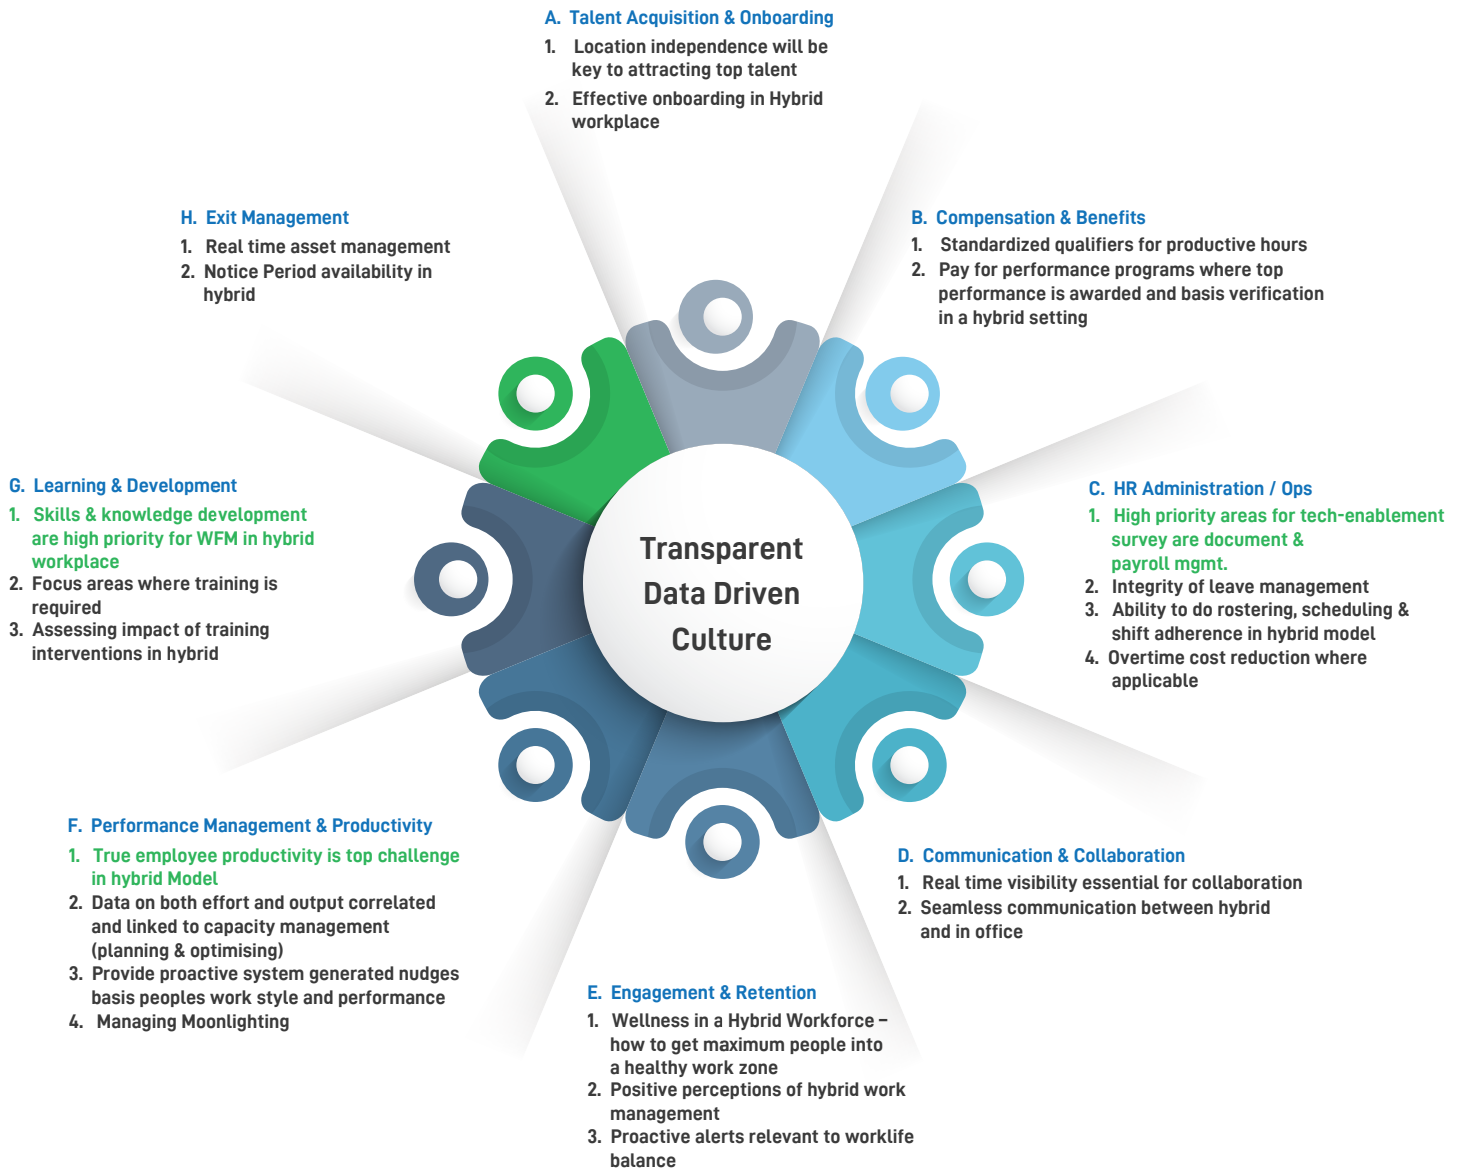 A. Talent Acquisition & Onboarding
1. Location independence will be
key to attracting top talent
2. Effective onboarding in Hybrid
workplace
H. Exit Management
1. Real time asset management
2. Notice Period availability in
hybrid
B. Compensation & Benefits
1. Standardized qualifiers for productive hours
2. Pay for performance programs where top
performance is awarded and basis verification
in a hybrid setting
G. Learning & Development
1. Skills & knowledge development
are high priority for WFM in hybrid
workplace
2. Focus areas where training is
required
3. Assessing impact of training
interventions in hybrid
Transparent
Data Driven
Culture
C. HR Administration / Ops
1. High priority areas for tech-enablement
survey are document &
payroll mgmt.
2. Integrity of leave management
3. Ability to do rostering, scheduling &
shift adherence in hybrid model
4. Overtime cost reduction where
applicable
F. Performance Management & Productivity
1. True employee productivity is top challenge
in hybrid Model
2. Data on both effort and output correlated
and linked to capacity management
(planning & optimising)
3. Provide proactive system generated nudges
basis peoples work style and performance
4. Managing Moonlighting
D. Communication & Collaboration
1. Real time visibility essential for collaboration
2. Seamless communication between hybrid
and in office
E. Engagement & Retention
1. Wellness in a Hybrid Workforce –
how to get maximum people into
a healthy work zone
2. Positive perceptions of hybrid work
management
3. Proactive alerts relevant to worklife
balance